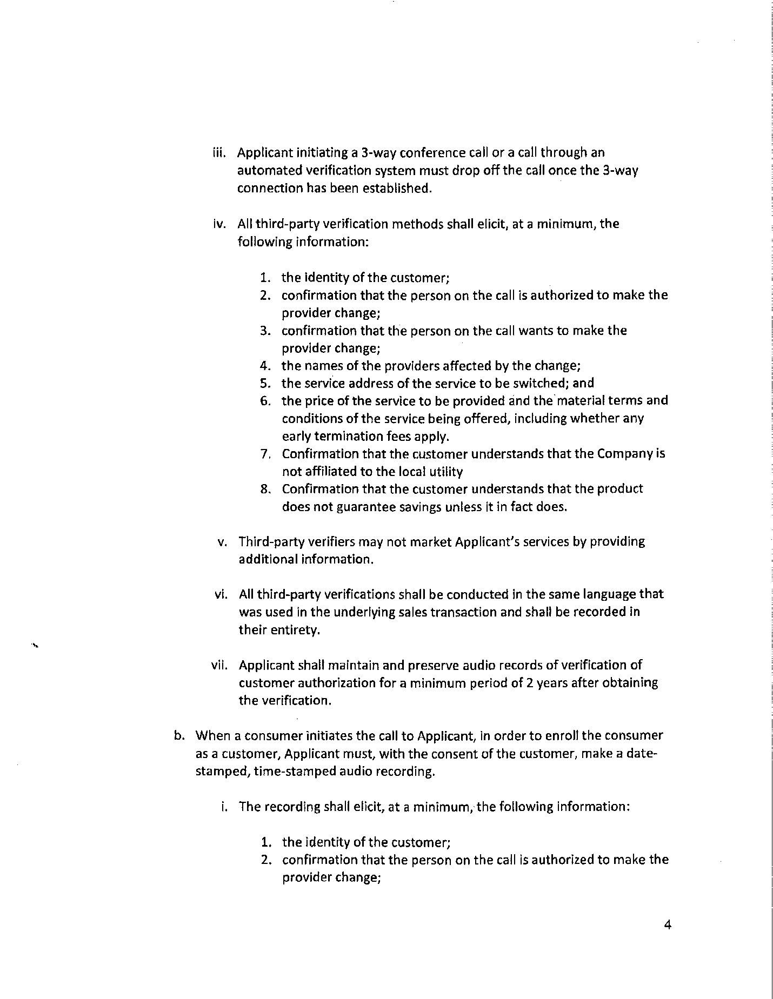 iii. Applicant initiating a 3-way conference call or a call through an
automated verification system must drop off the call once the 3-way
connection has been established.
iv. All third-party verification methods shall elicit, at a minimum, the
following information:
1. the identity of the customer;
2. confirmation that the person on the call is authorized to make the
provider change;
3. confirmation that the person on the call wants to make the
provider change;
4. the names of the providers affected by the change;
5. the service address of the service to be switched; and
6. the price of the service to be provided and the material terms and
conditions of the service being offered, including whether any
early termination fees apply.
7. Confirmation that the customer understands that the Company is
not affiliated to the local utility
8. Confirmation that the customer understands that the product
does not guarantee savings unless it in fact does.
v. Third-party verifiers may not market Applicant's services by providing
additional information.
vi. All third-party verifications shall be conducted in the same language that
was used in the underlying sales transaction and shall be recorded in
their entirety.
vii. Applicant shall maintain and preserve audio records of verification of
customer authorization for a minimum period of 2 years after obtaining
the verification.
b. When a consumer initiates the call to Applicant, in order to enroll the consumer
as a customer, Applicant must, with the consent of the customer, make a date-
stamped, time-stamped audio recording.
i. The recording shall elicit, at a minimum, the following information:
1. the identity of the customer;
2. confirmation that the person on the call is authorized to make the
provider change;
4